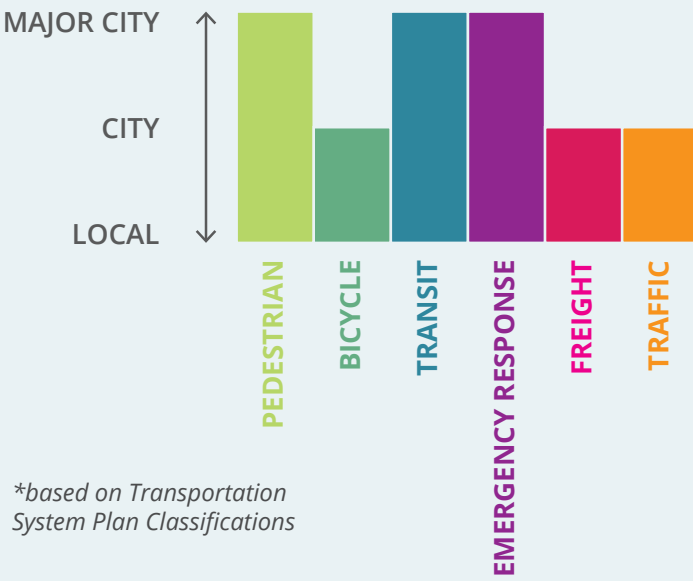 MAJOR CITY
CITY
LOCAL
PEDESTRIAN
BICYCLE
TRANSIT
EMERGENCY RESPONSE
FREIGHT
TRAFFIC
*based on Transportation
System Plan Classifications